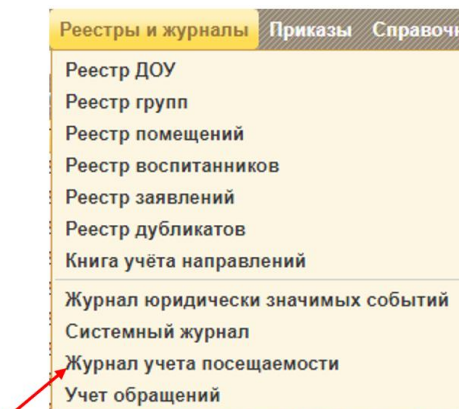 Реестры и журналы Приказы Справочн
Реестр ДОУ
Реестр групп
Реестр помещений
Реестр воспитанников
Реестр заявлений
Реестр дубликатов
Книга учёта направлений
Журнал юридически значимых событий
Системный журнал
Журнал учета посещаемости
Учет обращений